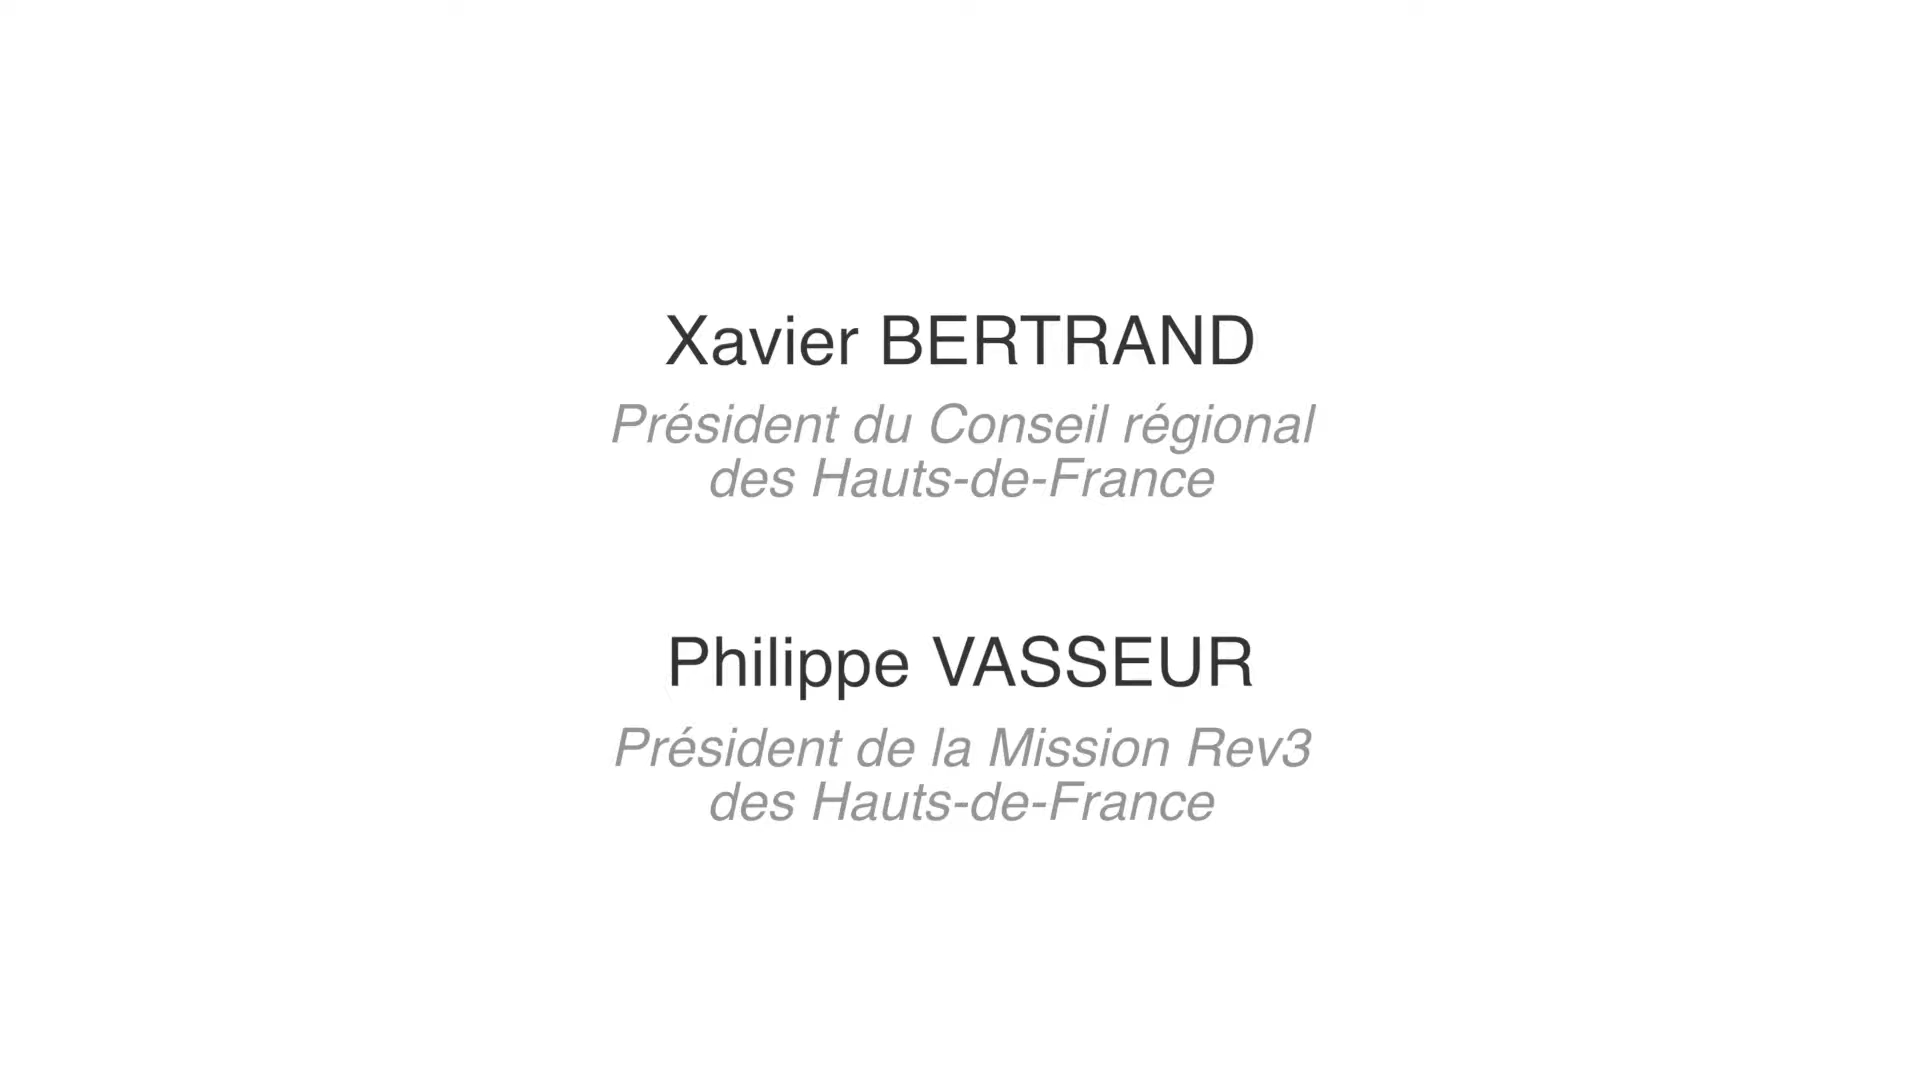 Xavier BERTRAND
Président du Conseil régional
des Hauts-de-France
Philippe VASSEUR
Président de la Mission Rev3
des Hauts-de-France